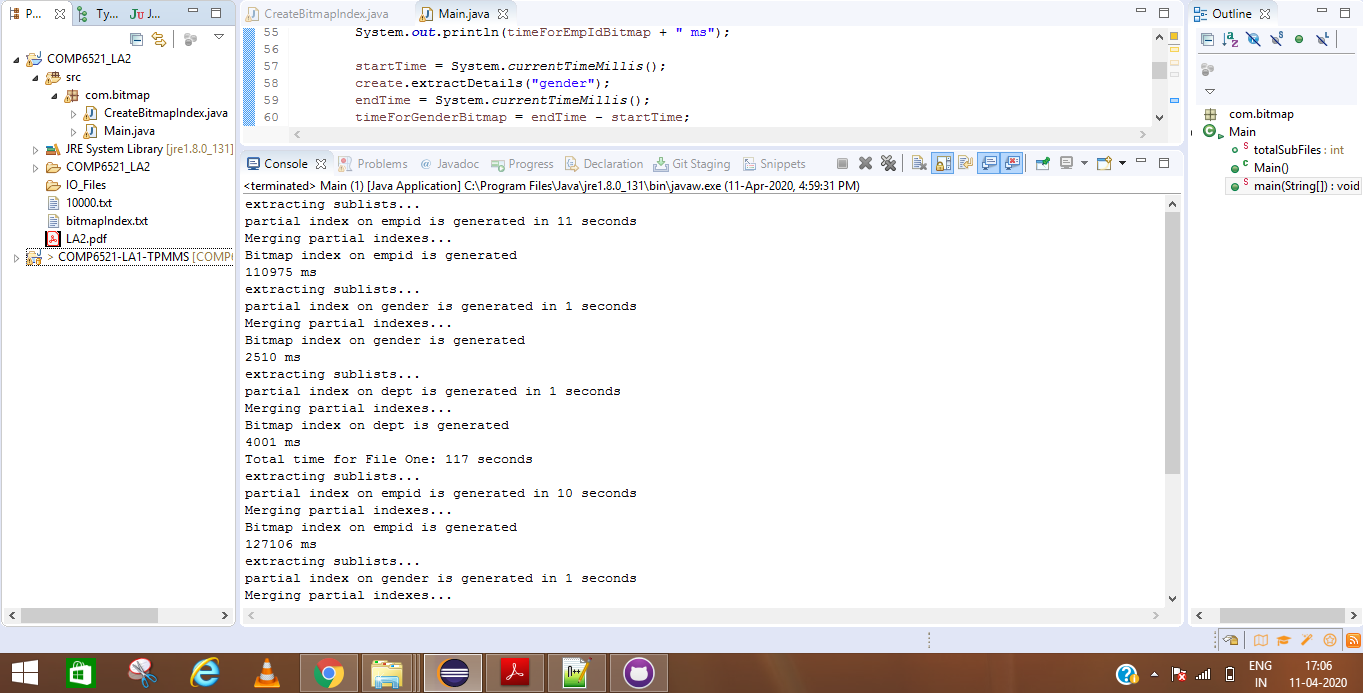 P...
Ty...
Ju J...
COMP6521_LA2
src
com.bitmap
CreateBitmapIndex.java
Main.java
JRE System Library [jre1.8.0_131]
COMP6521_LA2
IO_Files
10000.txt
bitmapIndex.txt
LA2.pdf
> COMP6521-LA1-TPMMS [COMP6
CreateBitmapIndex.java
Main.java
55 System.out.println(timeForEmpIdBitmap + " ms");
56
57 startTime = System.currentTimeMillis();
58 create.extractDetails("gender");
59 endTime = System.currentTimeMillis();
60 timeForGenderBitmap = endTime - startTime;
Console Problems @ Javadoc Progress Declaration Git Staging Snippets
<terminated> Main (1) [Java Application] C:\Program Files\Java\jre1.8.0_131\bin\javaw.exe (11-Apr-2020, 4:59:31 PM)
extracting sublists...
partial index on empid is generated in 11 seconds
Merging partial indexes...
Bitmap index on empid is generated
110975 ms
extracting sublists...
partial index on gender is generated in 1 seconds
Merging partial indexes...
Bitmap index on gender is generated
2510 ms
extracting sublists...
partial index on dept is generated in 1 seconds
Merging partial indexes...
Bitmap index on dept is generated
4001 ms
Total time for File One: 117 seconds
extracting sublists...
partial index on empid is generated in 10 seconds
Merging partial indexes...
Bitmap index on empid is generated
127106 ms
extracting sublists...
partial index on gender is generated in 1 seconds
Merging partial indexes...
Outline
com.bitmap
Main
totalSubFiles : int
Main()
main(String[]) : void
ENG
IN
17:06
11-04-2020